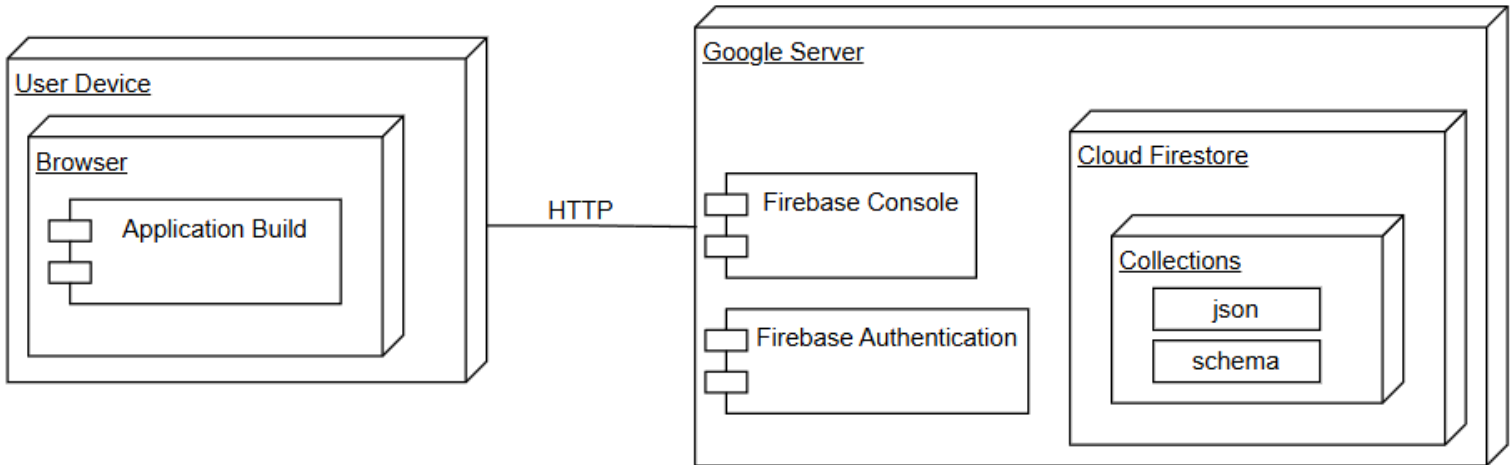 User Device
Browser
Application Build
HTTP
Google Server
Firebase Console
Firebase Authentication
Cloud Firestore
Collections
json
schema